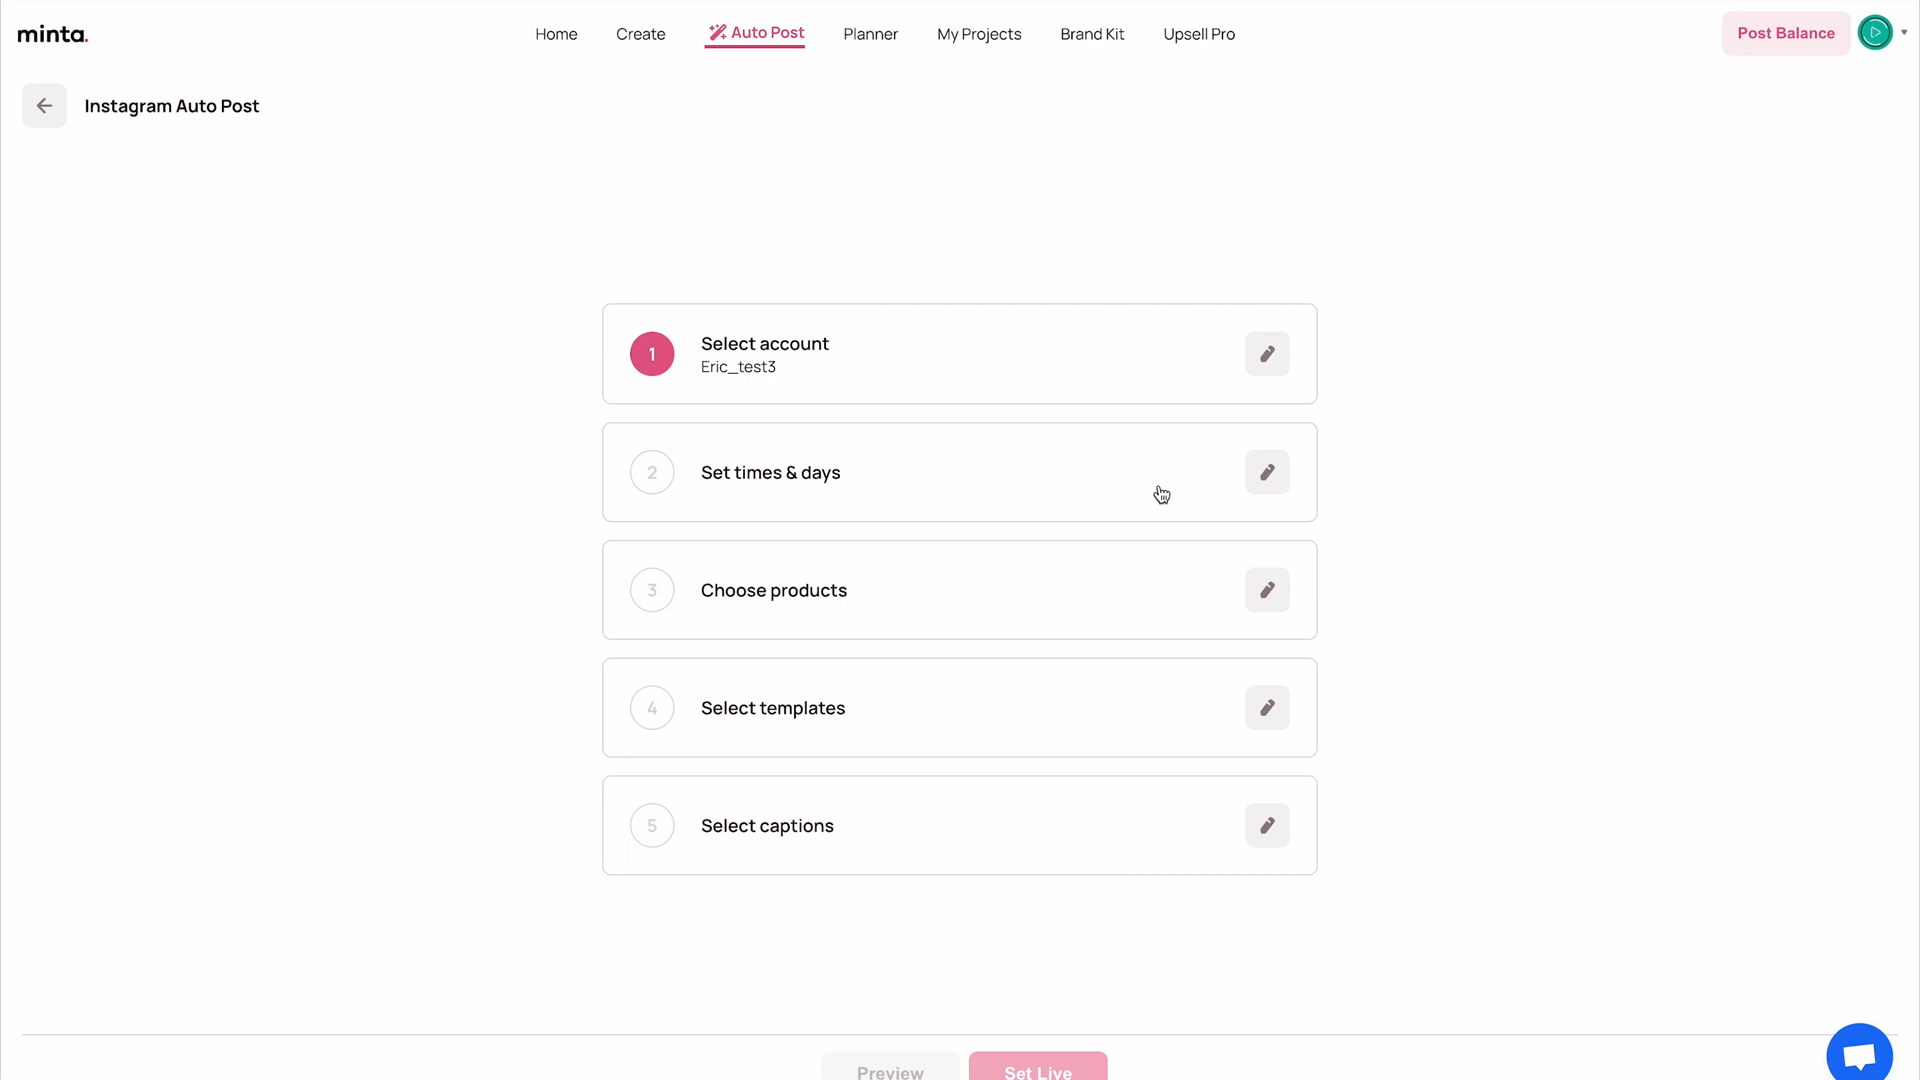 minta.
Home
Create
Auto Post
Planner
My Projects
Brand Kit
Upsell Pro
Post Balance
Instagram Auto Post
1
Select account
Eric_test3
2
Set times & days
3
Choose products
4
Select templates
5
Select captions
Preview
Set Live